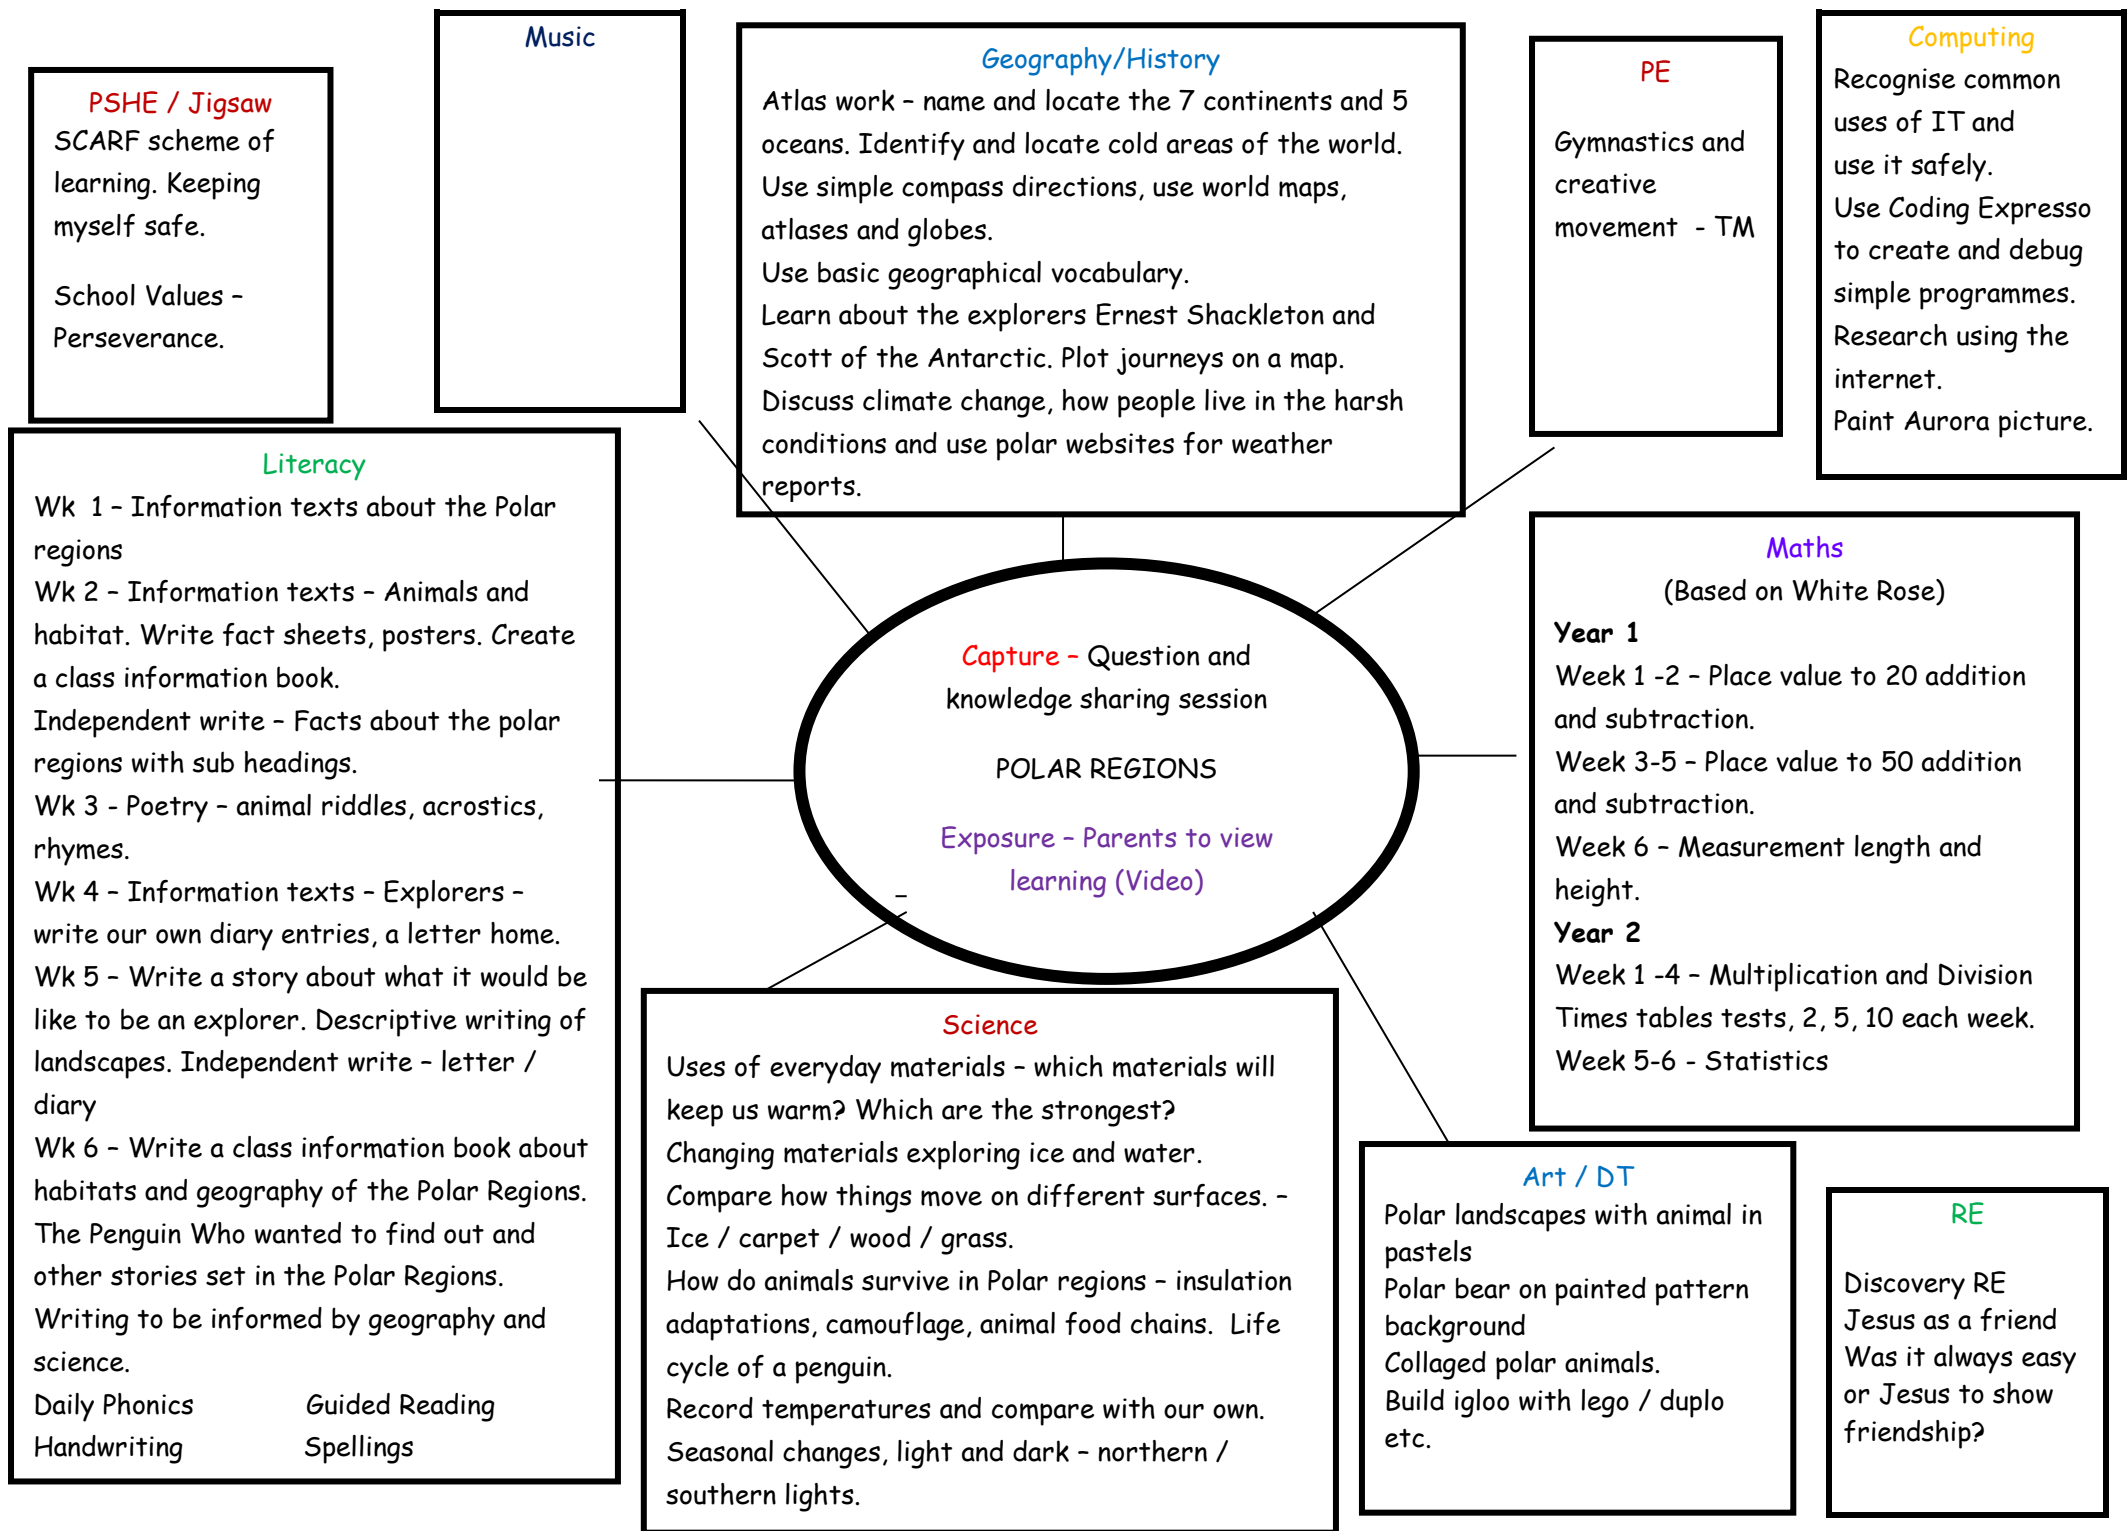 PSHE / Jigsaw
SCARF scheme of
learning. Keeping
myself safe.
School Values –
Perseverance.
Music
Geography/History
Atlas work – name and locate the 7 continents and 5
oceans. Identify and locate cold areas of the world.
Use simple compass directions, use world maps,
atlases and globes.
Use basic geographical vocabulary.
Learn about the explorers Ernest Shackleton and
Scott of the Antarctic. Plot journeys on a map.
Discuss climate change, how people live in the harsh
conditions and use polar websites for weather
reports.
PE
Gymnastics and
creative
movement  - TM
Computing
Recognise common
uses of IT and
use it safely.
Use Coding Expresso
to create and debug
simple programmes.
Research using the
internet.
Paint Aurora picture.
Literacy
Wk  1 – Information texts about the Polar
regions
Wk 2 – Information texts – Animals and
habitat. Write fact sheets, posters. Create
a class information book.
Independent write – Facts about the polar
regions with sub headings.
Wk 3 - Poetry – animal riddles, acrostics,
rhymes.
Wk 4 – Information texts – Explorers –
write our own diary entries, a letter home.
Wk 5 – Write a story about what it would be
like to be an explorer. Descriptive writing of
landscapes. Independent write – letter /
diary
Wk 6 – Write a class information book about
habitats and geography of the Polar Regions.
The Penguin Who wanted to find out and
other stories set in the Polar Regions.
Writing to be informed by geography and
science.
Daily Phonics Guided Reading
Handwriting Spellings
Capture – Question and
knowledge sharing session
POLAR REGIONS
Exposure – Parents to view
learning (Video)
–
Maths
(Based on White Rose)
Year 1
Week 1 -2 – Place value to 20 addition
and subtraction.
Week 3-5 – Place value to 50 addition
and subtraction.
Week 6 – Measurement length and
height.
Year 2
Week 1 -4 – Multiplication and Division
Times tables tests, 2, 5, 10 each week.
Week 5-6 - Statistics
Science
Uses of everyday materials – which materials will
keep us warm? Which are the strongest?
Changing materials exploring ice and water.
Compare how things move on different surfaces. –
Ice / carpet / wood / grass.
How do animals survive in Polar regions – insulation
adaptations, camouflage, animal food chains.  Life
cycle of a penguin.
Record temperatures and compare with our own.
Seasonal changes, light and dark – northern /
southern lights.
Art / DT
Polar landscapes with animal in
pastels
Polar bear on painted pattern
background
Collaged polar animals.
Build igloo with lego / duplo
etc.
RE
Discovery RE
Jesus as a friend
Was it always easy
or Jesus to show
friendship?